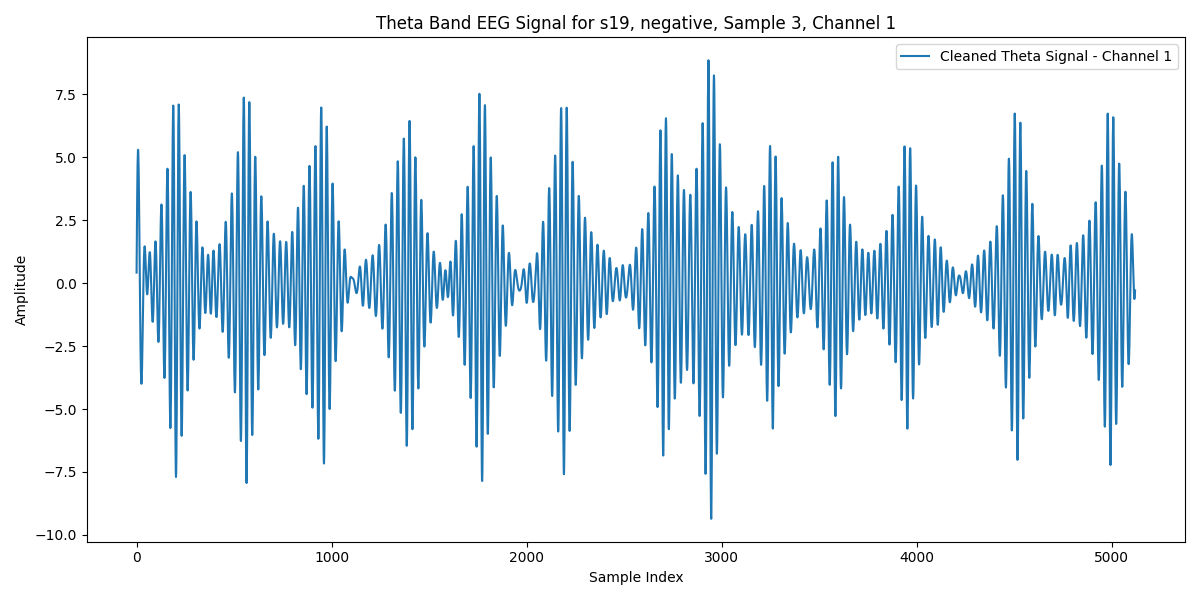 Theta Band EEG Signal for s19, negative, Sample 3, Channel 1
Cleaned Theta Signal - Channel 1
7.5
5.0
2.5
0.0
−2.5
−5.0
−7.5
−10.0
Amplitude
0 1000 2000 3000 4000 5000
Sample Index